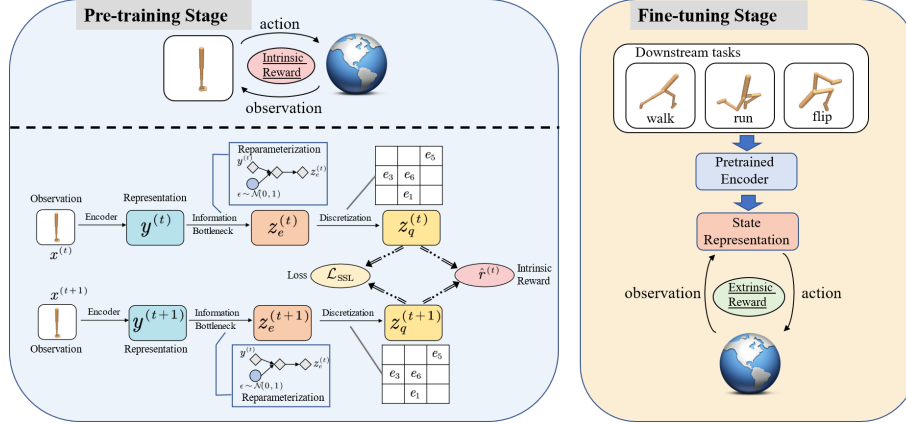 Pre-training Stage
action
Intrinsic
Reward
observation
Reparameterization
y^{(t)}
z_e^{(t)}
ϵ ∼ N(0,1)
e_5
e_3 e_6
e_1
Observation
Representation
Encoder
Information
Bottleneck
Discretization
x^{(t)}
y^{(t)}
z_e^{(t)}
z_q^{(t)}
Loss
L_{SSL}
r̂^{(t)}
Intrinsic
Reward
x^{(t+1)}
Encoder
Information
Bottleneck
Discretization
y^{(t+1)}
z_e^{(t+1)}
z_q^{(t+1)}
Observation
Representation
y^{(t)}
z_e^{(t)}
ϵ ∼ N(0,1)
Reparameterization
e_5
e_3 e_6
e_1
Fine-tuning Stage
Downstream tasks
walk run flip
Pretrained
Encoder
State
Representation
observation
Extrinsic
Reward
action